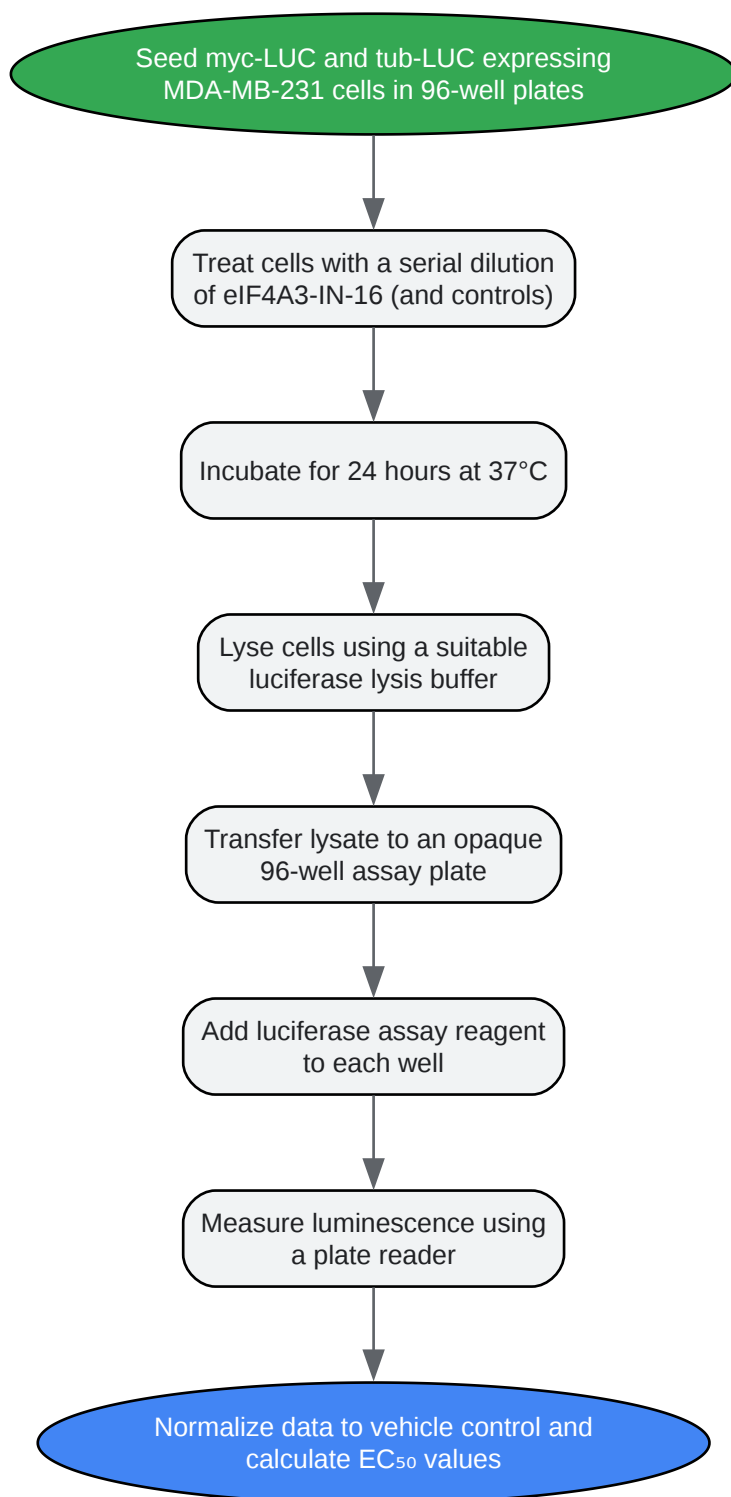 Seed myc-LUC and tub-LUC expressing
MDA-MB-231 cells in 96-well plates
Treat cells with a serial dilution
of eIF4A3-IN-16 (and controls)
Incubate for 24 hours at 37°C
Lyse cells using a suitable
luciferase lysis buffer
Transfer lysate to an opaque
96-well assay plate
Add luciferase assay reagent
to each well
Measure luminescence using
a plate reader
Normalize data to vehicle control and
calculate EC₅₀ values